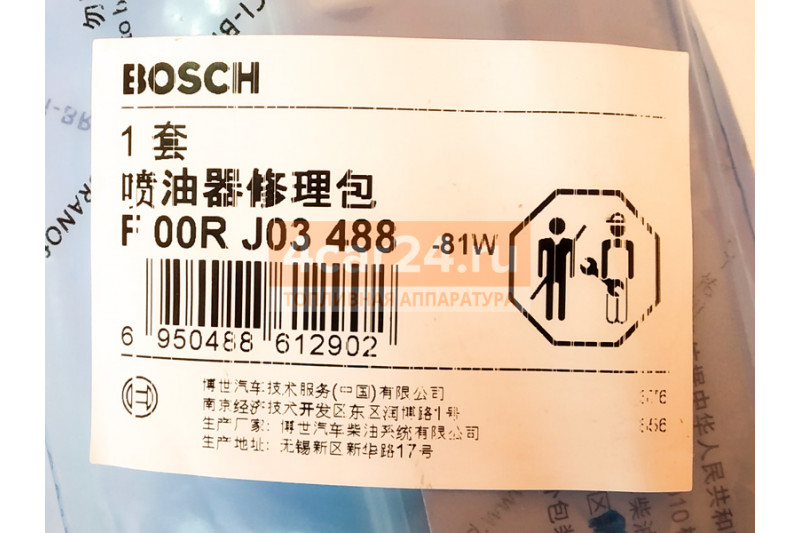 BOSCH
1 套
喷油器修理包
F 00R J03 488 -81W
4car24.ru
ТОПЛИВНАЯ АППАРАТУРА
6 950488 612902
博世汽车技术服务(中国)有限公司
南京经济技术开发区东区润博路1号
生产厂家: 博世汽车柴油系统有限公司
生产地址: 无锡新区新华路17号